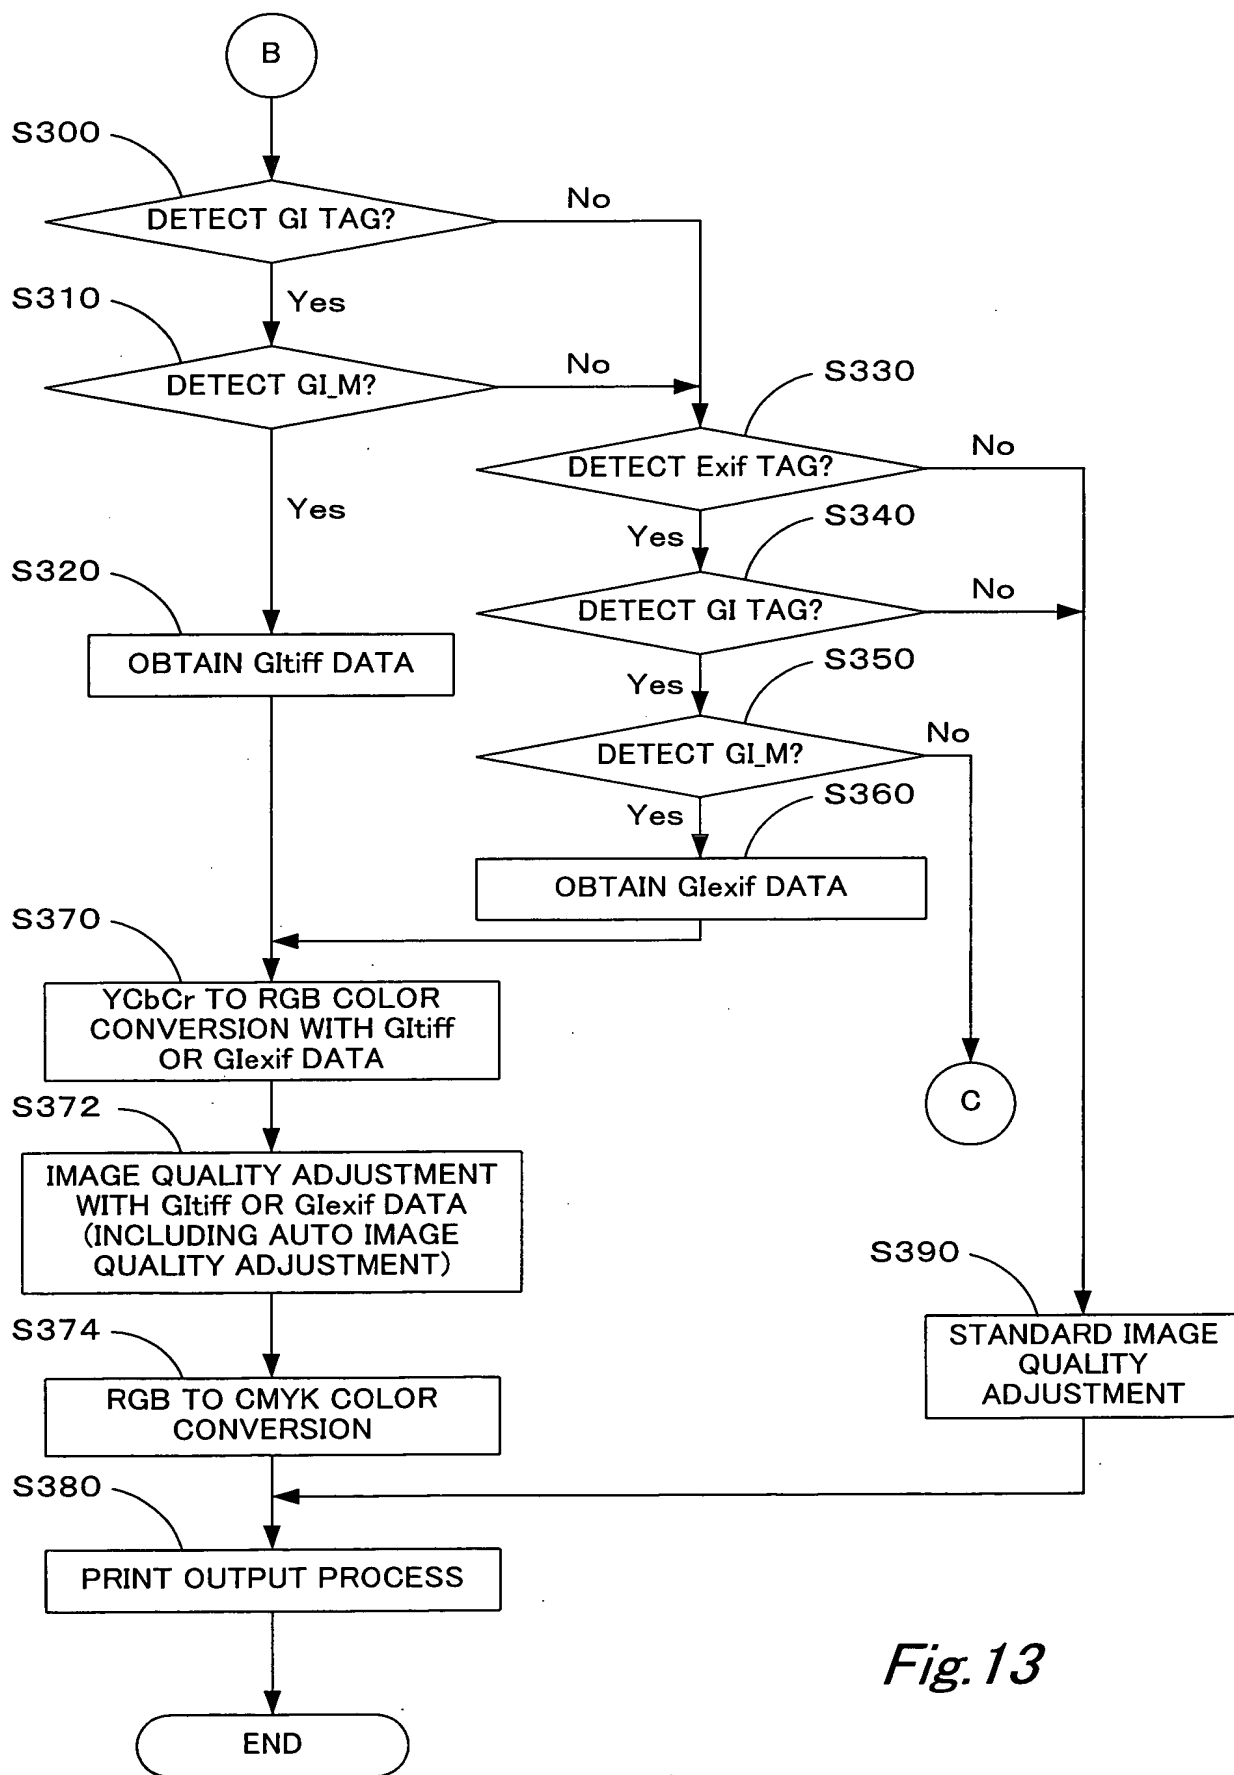 B
S300
DETECT GI TAG?
No
Yes
S310
DETECT GI_M?
No
S330
DETECT Exif TAG?
No
Yes
Yes
S340
DETECT GI TAG?
No
S320
OBTAIN GItiff DATA
Yes
S350
DETECT GI_M?
No
Yes
S360
OBTAIN GIexif DATA
S370
YCbCr TO RGB COLOR
CONVERSION WITH GItiff
OR GIexif DATA
C
S372
IMAGE QUALITY ADJUSTMENT
WITH GItiff OR GIexif DATA
(INCLUDING AUTO IMAGE
QUALITY ADJUSTMENT)
S390
STANDARD IMAGE
QUALITY
ADJUSTMENT
S374
RGB TO CMYK COLOR
CONVERSION
S380
PRINT OUTPUT PROCESS
END
Fig.13